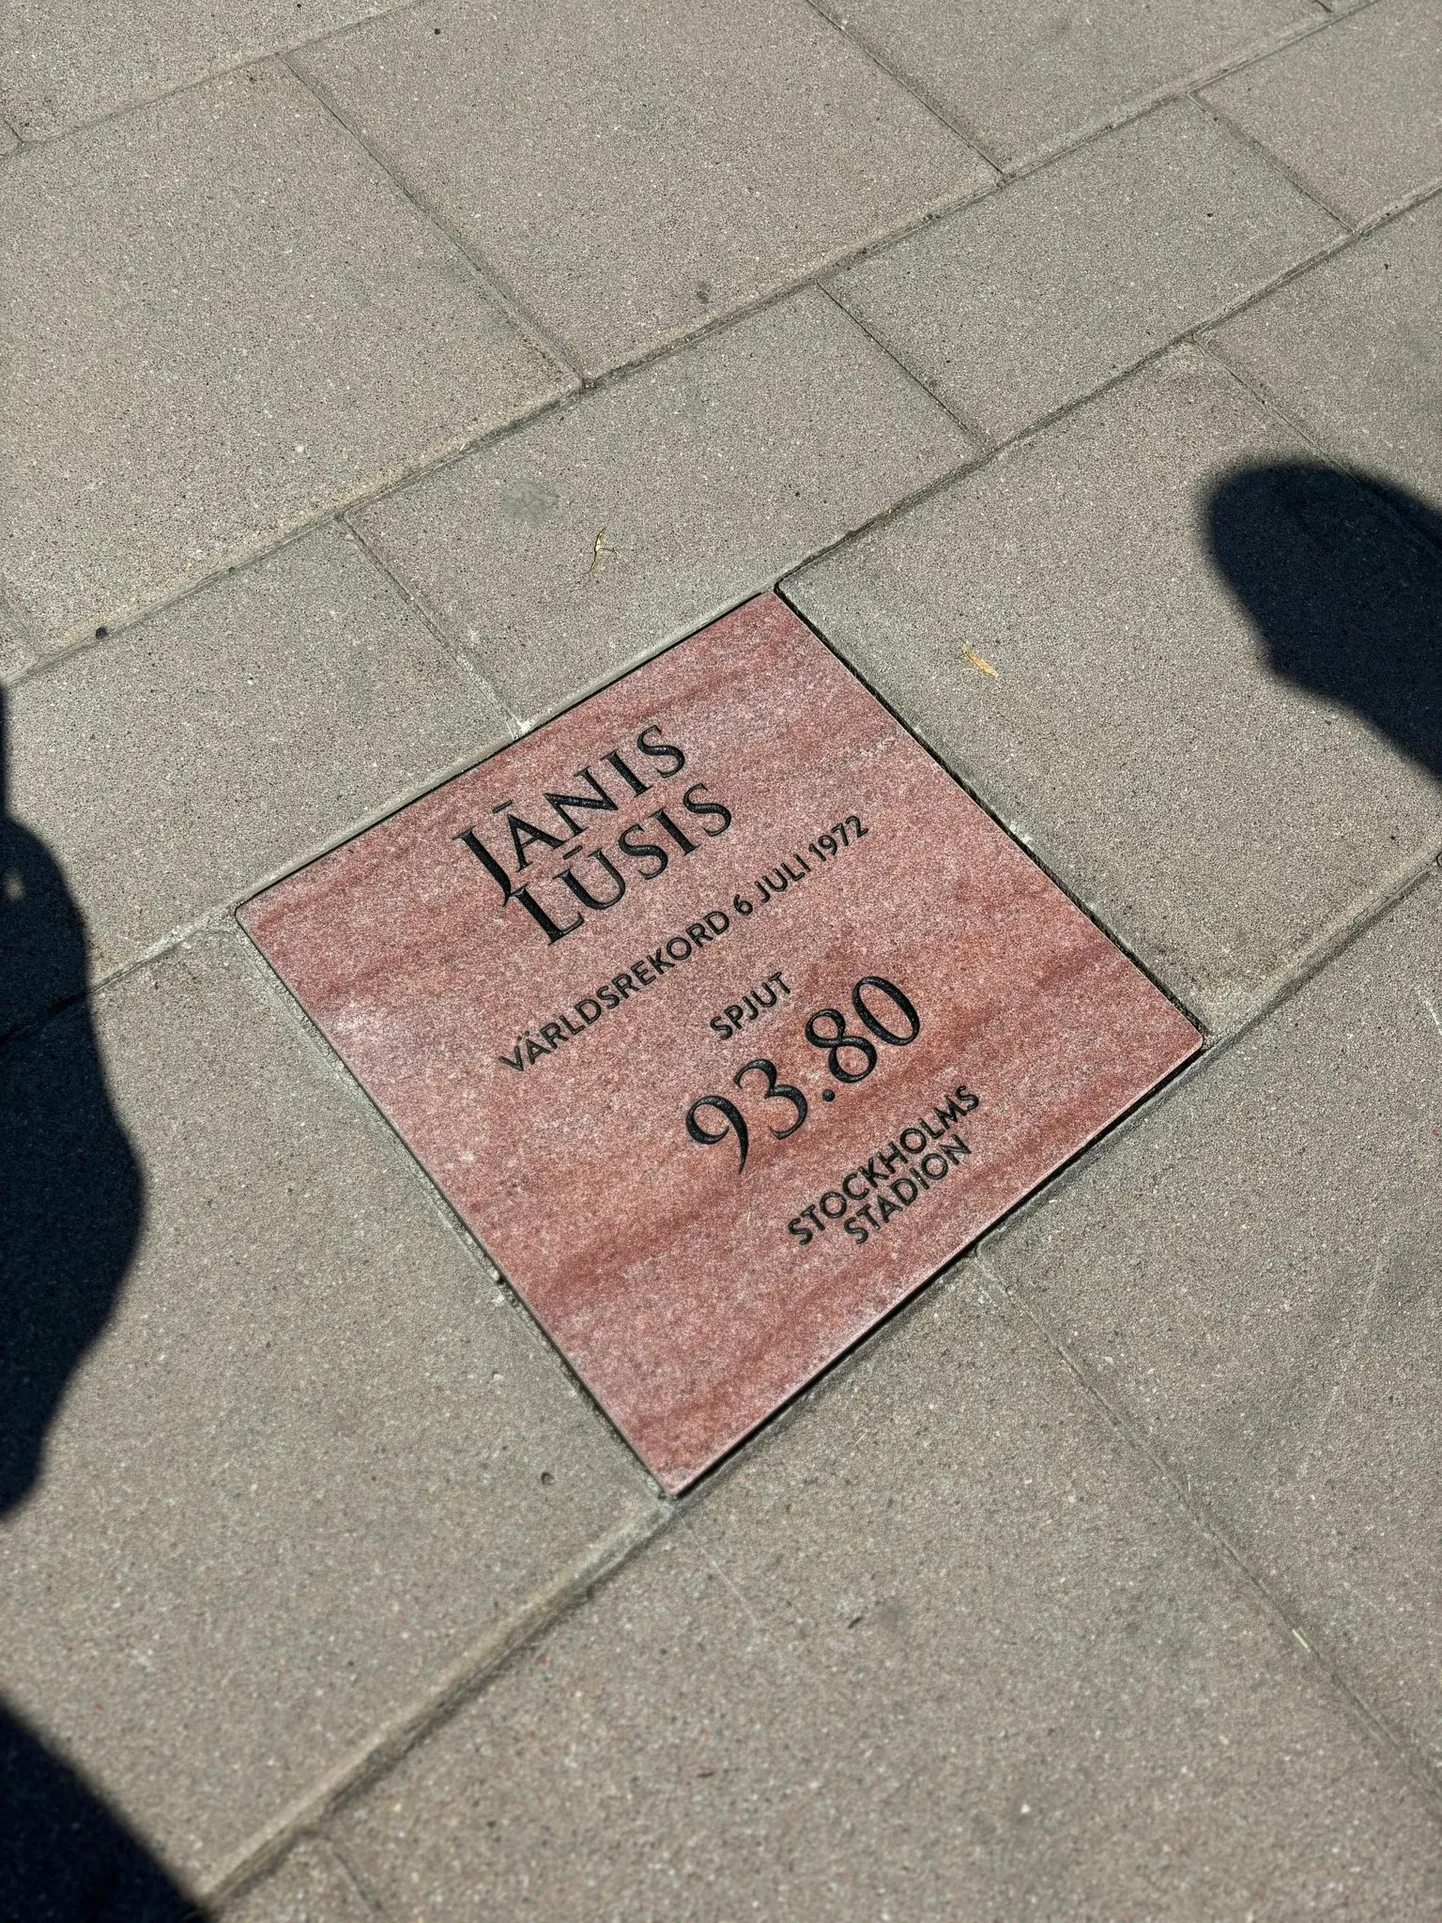 JĀNIS
LŪSIS
VÄRLDSREKORD 6 JULI 1972
SPJUT
93.80
STOCKHOLMS
STADION